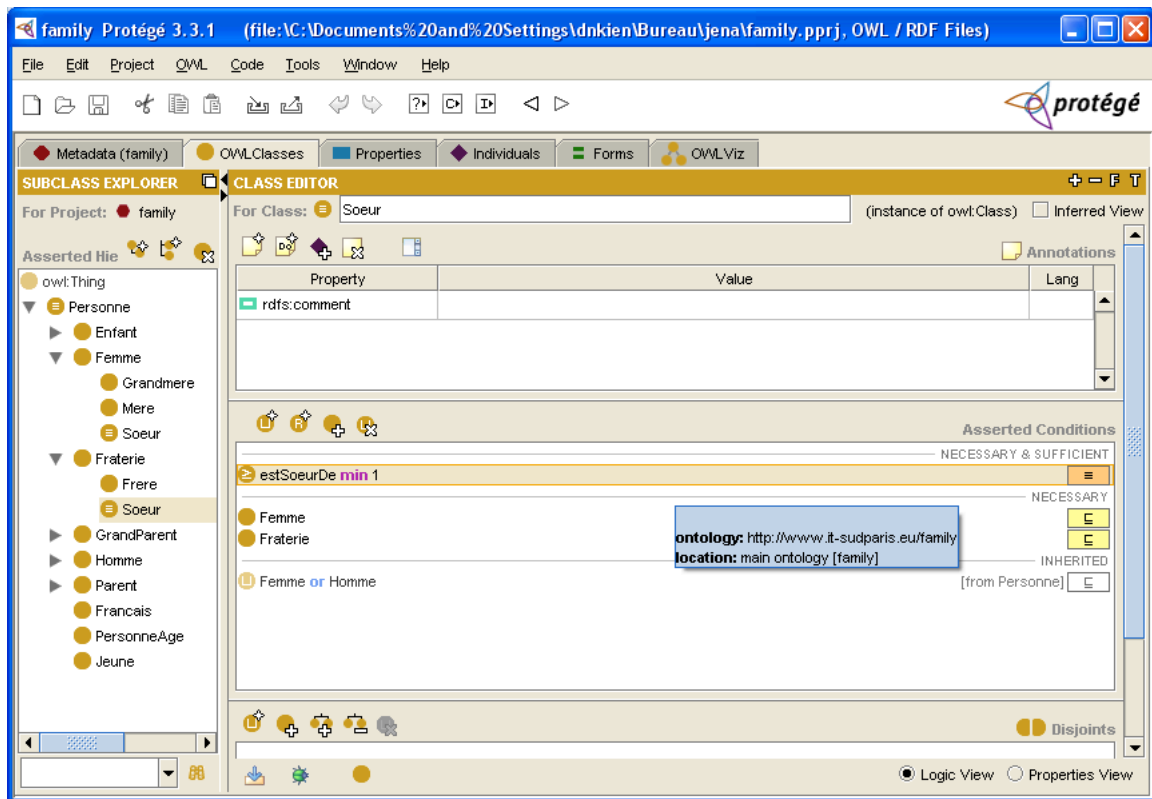 family Protégé 3.3.1 (file:\C:\Documents%20and%20Settings\dnkien\Bureau\jena\family.pprj, OWL / RDF Files)
File Edit Project OWL Code Tools Window Help
protégé
Metadata (family) OWLClasses Properties Individuals Forms OWLViz
SUBCLASS EXPLORER
For Project: family
Asserted Hie
owl:Thing
Personne
Enfant
Femme
Grandmere
Mere
Soeur
Fraterie
Frere
Soeur
GrandParent
Homme
Parent
Francais
PersonneAge
Jeune
CLASS EDITOR
For Class: Soeur (instance of owl:Class) Inferred View
Annotations
Property Value Lang
rdfs:comment
Asserted Conditions
NECESSARY & SUFFICIENT
estSoeurDe min 1
NECESSARY
Femme
Fraterie
ontology: http://www.it-sudparis.eu/family
location: main ontology [family]
INHERITED
Femme or Homme [from Personne]
Disjoints
Logic View Properties View